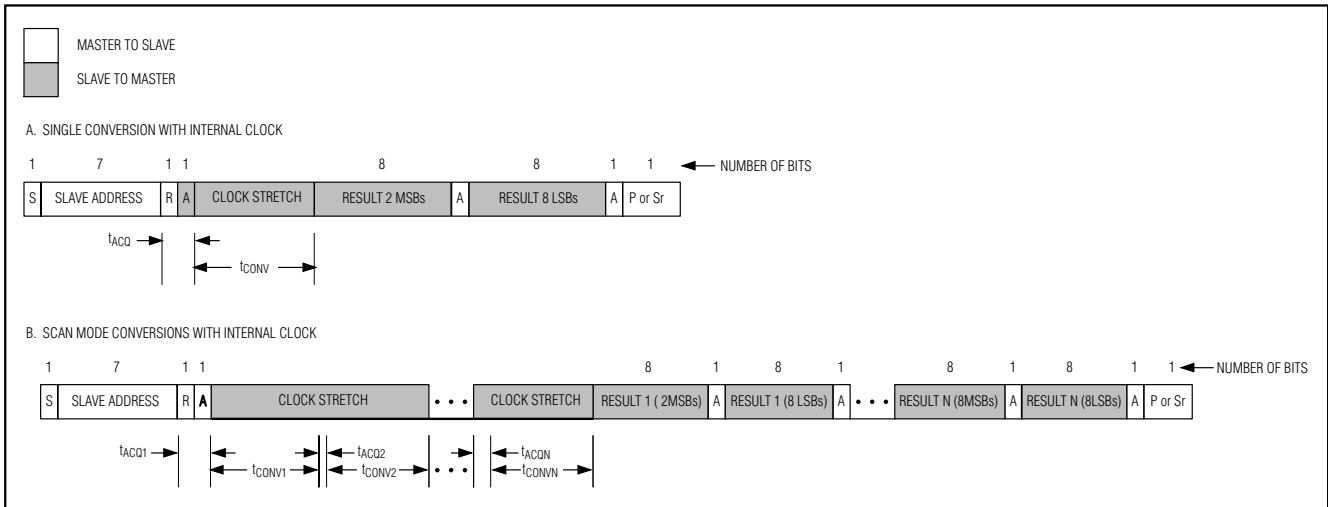 MASTER TO SLAVE
SLAVE TO MASTER
A. SINGLE CONVERSION WITH INTERNAL CLOCK
1 7 1 1 8 8 1 1 NUMBER OF BITS
S SLAVE ADDRESS R A CLOCK STRETCH RESULT 2 MSBs A RESULT 8 LSBs A P or Sr
tACQ
tCONV
B. SCAN MODE CONVERSIONS WITH INTERNAL CLOCK
1 7 1 1 8 1 8 1 8 1 8 1 1 NUMBER OF BITS
S SLAVE ADDRESS R A CLOCK STRETCH • • • CLOCK STRETCH RESULT 1 ( 2MSBs) A RESULT 1 (8 LSBs) A • • • RESULT N (8MSBs) A RESULT N (8LSBs) A P or Sr
tACQ1 tACQ2 tACQN
tCONV1 tCONV2 • • • tCONVN